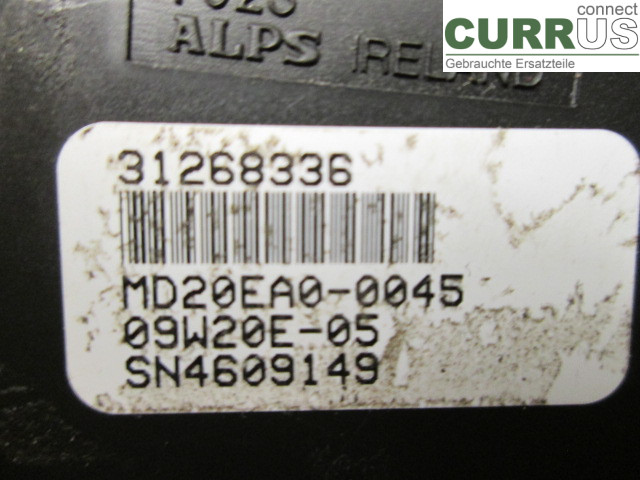 connect
CURRUS
Gebrauchte Ersatzteile
ALPS IRELAND
31268336
MD20EA0-0045
09W20E-05
SN4609149